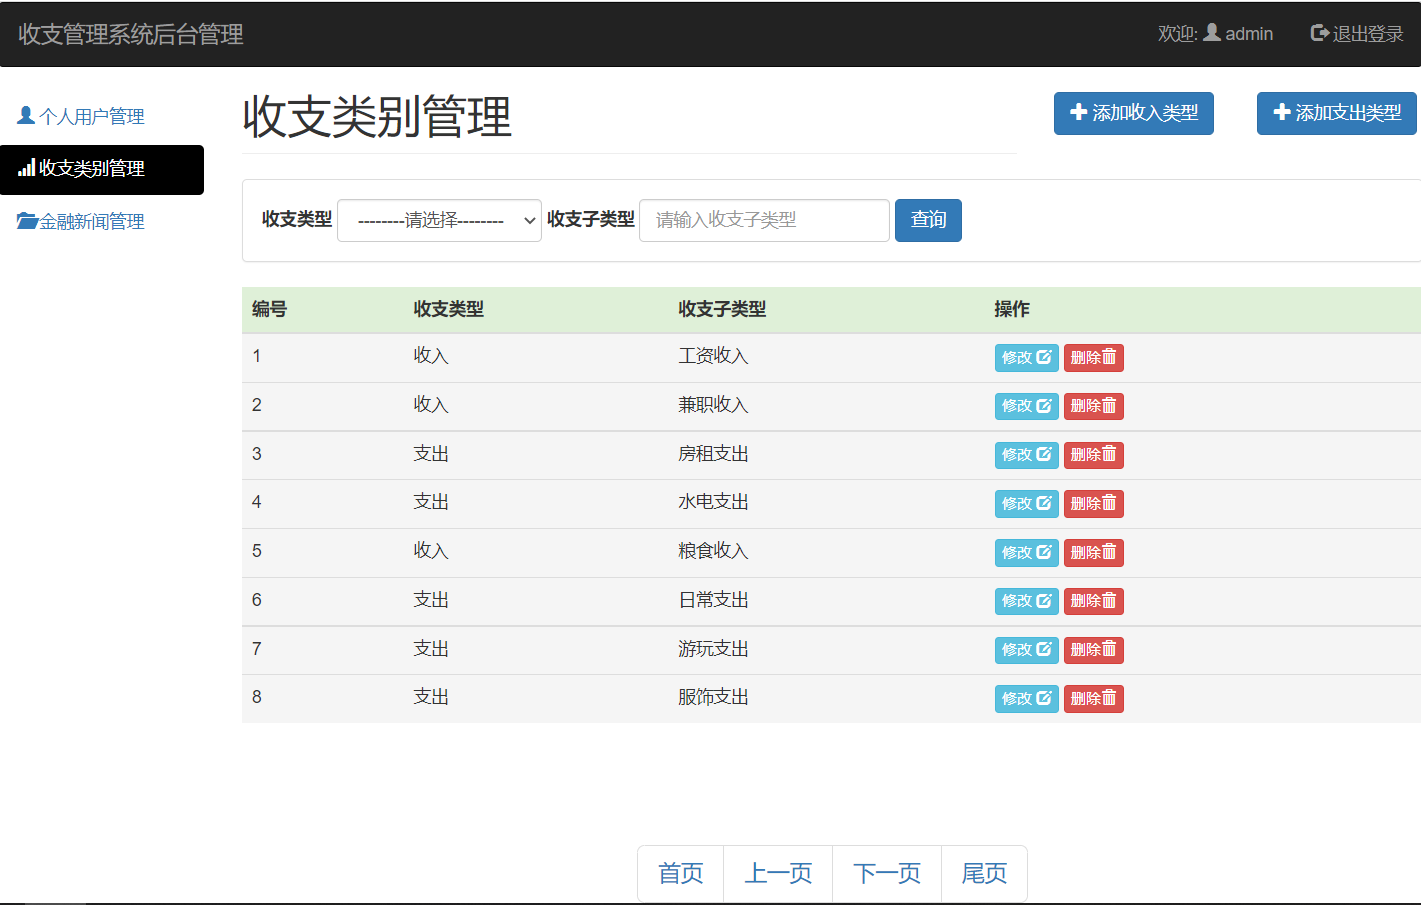 收支管理系统后台管理 欢迎: admin 退出登录
个人用户管理
收支类别管理
金融新闻管理
收支类别管理 添加收入类型 添加支出类型
收支类型 --------请选择-------- 收支子类型 请输入收支子类型 查询
编号 收支类型 收支子类型 操作
1 收入 工资收入 修改 删除
2 收入 兼职收入 修改 删除
3 支出 房租支出 修改 删除
4 支出 水电支出 修改 删除
5 收入 粮食收入 修改 删除
6 支出 日常支出 修改 删除
7 支出 游玩支出 修改 删除
8 支出 服饰支出 修改 删除
首页 上一页 下一页 尾页